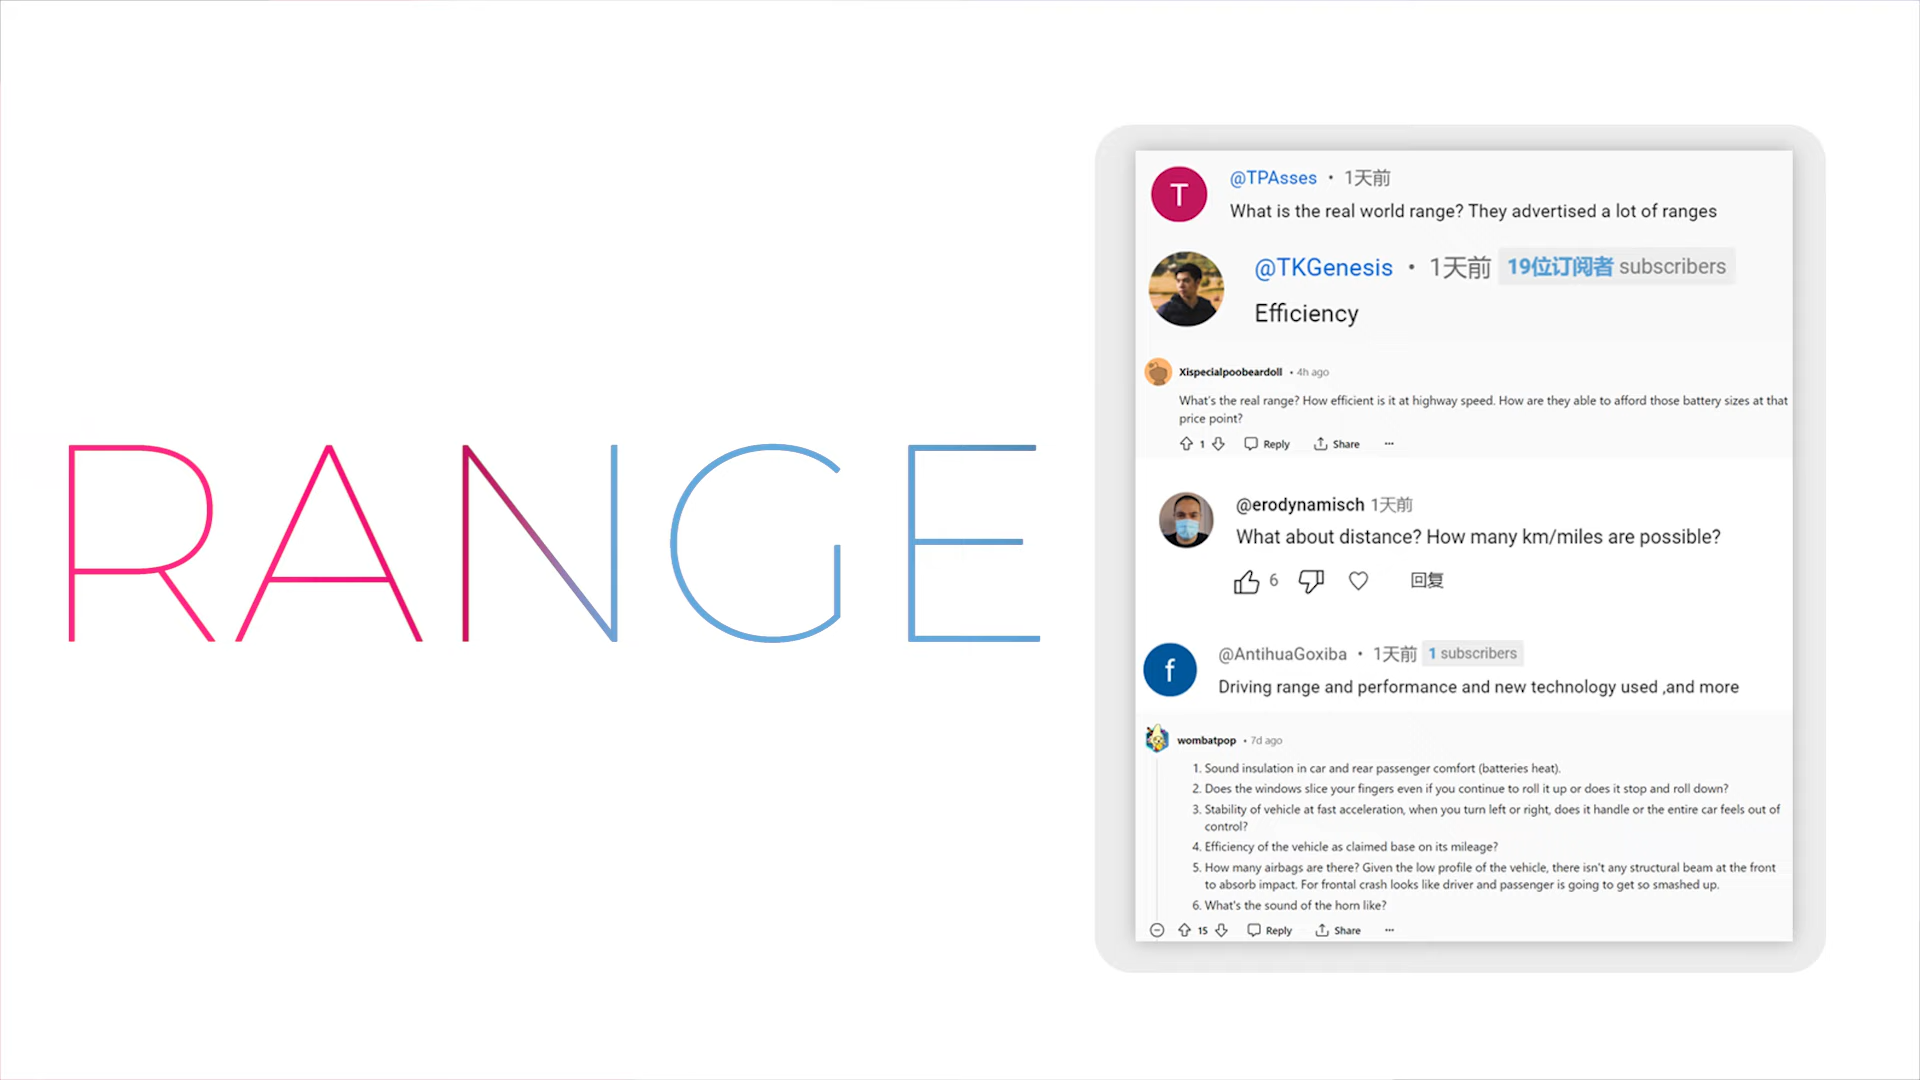 RANGE
T
@TPAsses • 1天前
What is the real world range? They advertised a lot of ranges
@TKGenesis • 1天前 19位订阅者 subscribers
Efficiency
Xispecialpoobeardoll • 4h ago
What's the real range? How efficient is it at highway speed. How are they able to afford those battery sizes at that
price point?
1 Reply Share ...
@erodynamisch 1天前
What about distance? How many km/miles are possible?
6 回复
f
@AntihuaGoxiba • 1天前 1 subscribers
Driving range and performance and new technology used ,and more
wombatpop • 7d ago
1. Sound insulation in car and rear passenger comfort (batteries heat).
2. Does the windows slice your fingers even if you continue to roll it up or does it stop and roll down?
3. Stability of vehicle at fast acceleration, when you turn left or right, does it handle or the entire car feels out of
control?
4. Efficiency of the vehicle as claimed base on its mileage?
5. How many airbags are there? Given the low profile of the vehicle, there isn't any structural beam at the front
to absorb impact. For frontal crash looks like driver and passenger is going to get so smashed up.
6. What's the sound of the horn like?
15 Reply Share ...